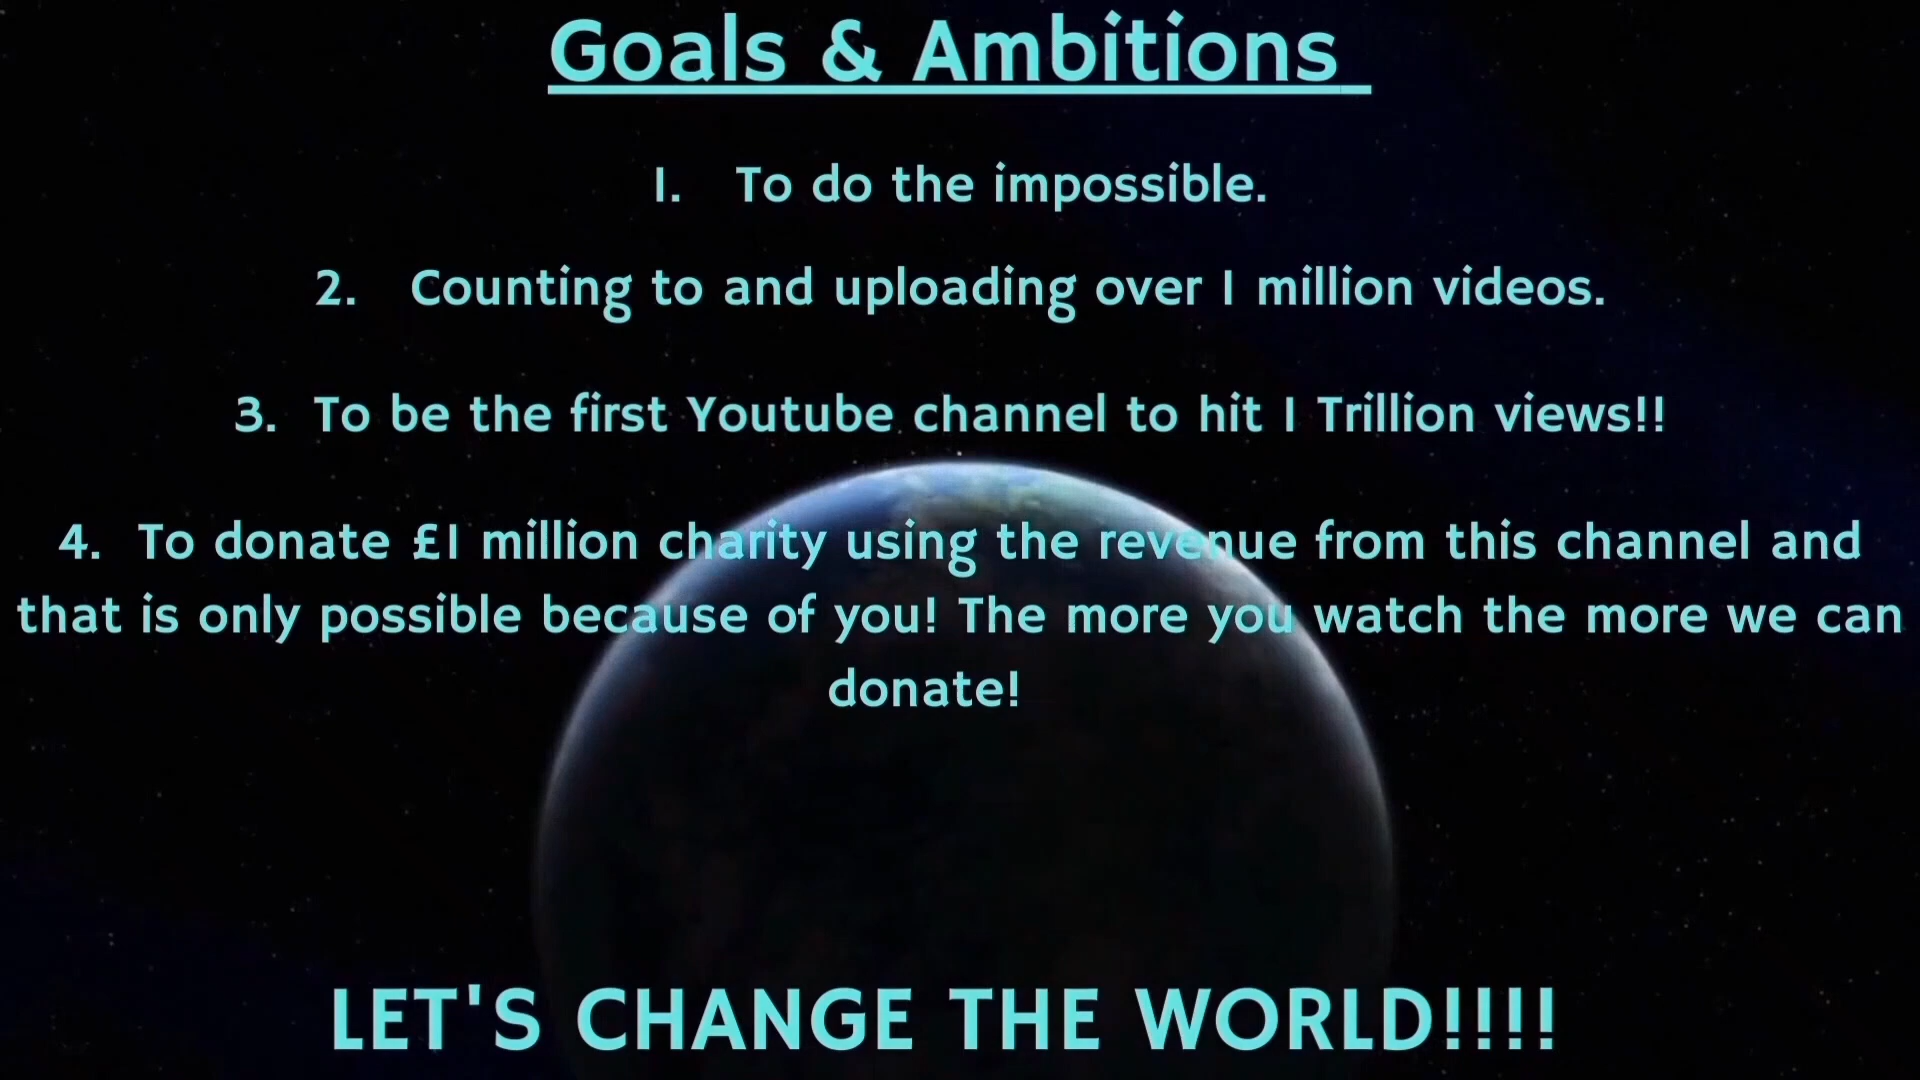 Goals & Ambitions
1. To do the impossible.
2. Counting to and uploading over 1 million videos.
3. To be the first Youtube channel to hit 1 Trillion views!!
4. To donate £1 million charity using the revenue from this channel and
that is only possible because of you! The more you watch the more we can
donate!
LET'S CHANGE THE WORLD!!!!